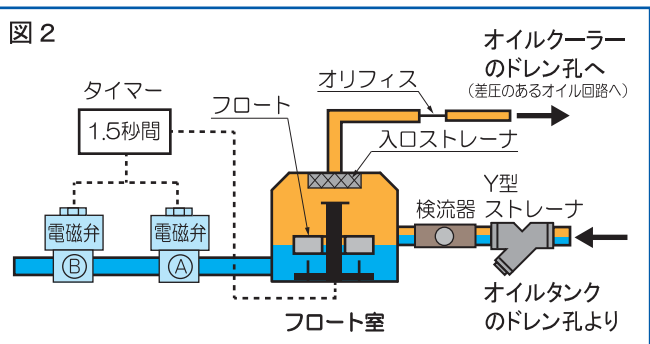 図2
オイルクーラー
のドレン孔へ
(差圧のあるオイル回路へ)
オリフィス
タイマー
フロート
1.5秒間
入口ストレーナ
Y型
検流器
ストレーナ
電磁弁
電磁弁
Ⓑ
Ⓐ
オイルタンク
のドレン孔より
フロート室